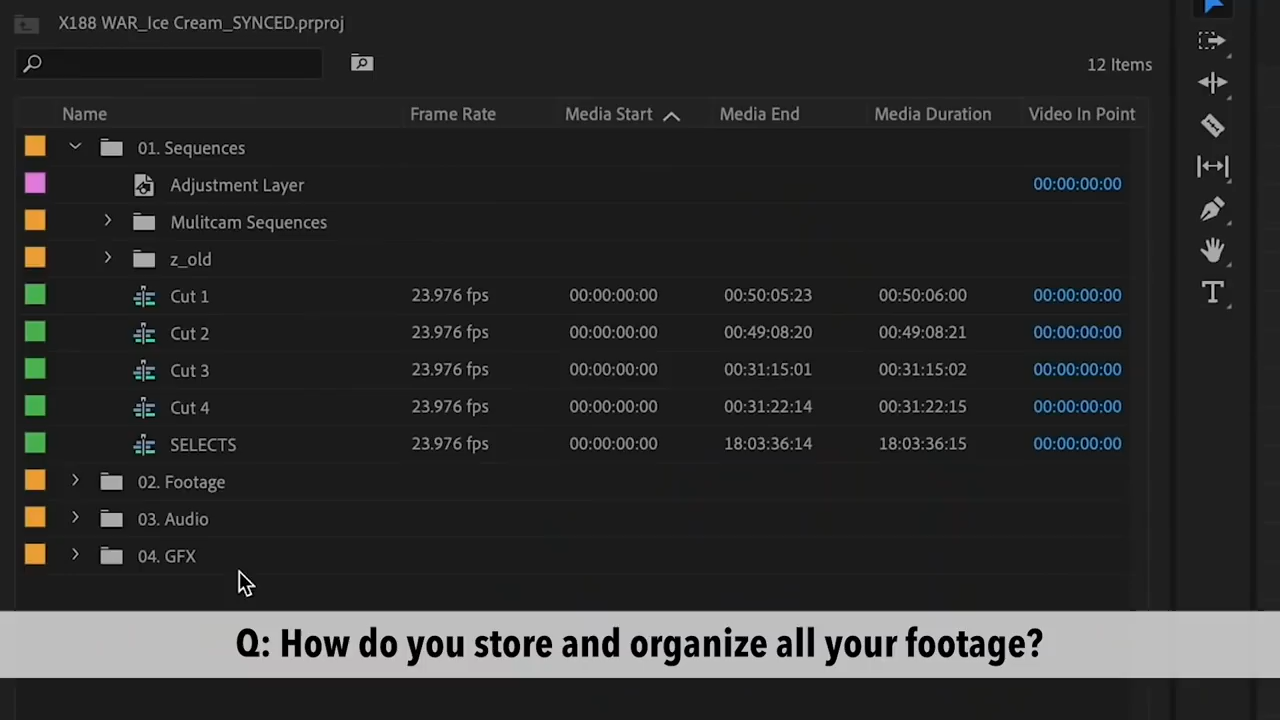 X188 WAR_Ice Cream_SYNCED.prproj
12 Items
Name Frame Rate Media Start Media End Media Duration Video In Point
01. Sequences
Adjustment Layer 00:00:00:00
Mulitcam Sequences
z_old
Cut 1 23.976 fps 00:00:00:00 00:50:05:23 00:50:06:00 00:00:00:00
Cut 2 23.976 fps 00:00:00:00 00:49:08:20 00:49:08:21 00:00:00:00
Cut 3 23.976 fps 00:00:00:00 00:31:15:01 00:31:15:02 00:00:00:00
Cut 4 23.976 fps 00:00:00:00 00:31:22:14 00:31:22:15 00:00:00:00
SELECTS 23.976 fps 00:00:00:00 18:03:36:14 18:03:36:15 00:00:00:00
02. Footage
03. Audio
04. GFX
Q: How do you store and organize all your footage?